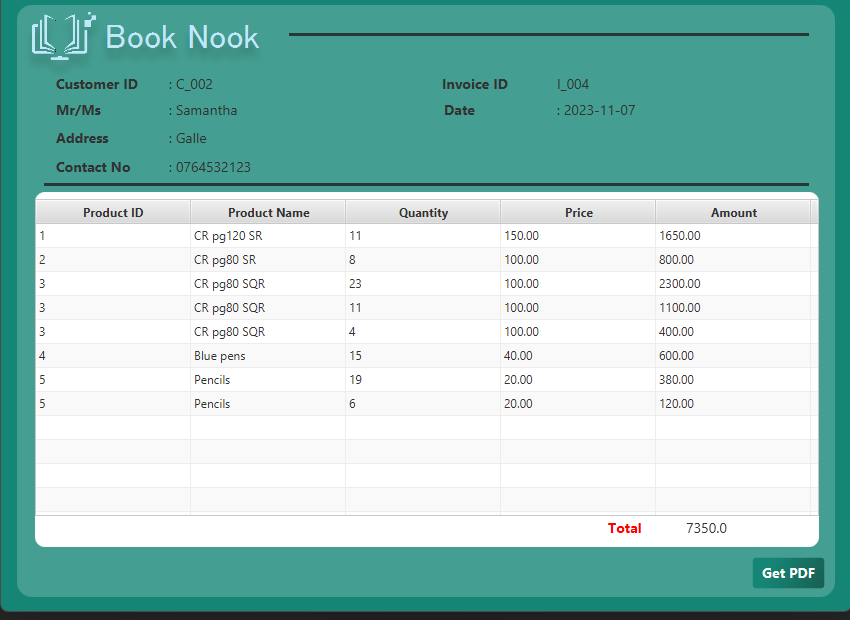 Book Nook
Customer ID : C_002 Invoice ID I_004
Mr/Ms : Samantha Date : 2023-11-07
Address : Galle
Contact No : 0764532123
Product ID Product Name Quantity Price Amount
1 CR pg120 SR 11 150.00 1650.00
2 CR pg80 SR 8 100.00 800.00
3 CR pg80 SQR 23 100.00 2300.00
3 CR pg80 SQR 11 100.00 1100.00
3 CR pg80 SQR 4 100.00 400.00
4 Blue pens 15 40.00 600.00
5 Pencils 19 20.00 380.00
5 Pencils 6 20.00 120.00
Total 7350.0
Get PDF